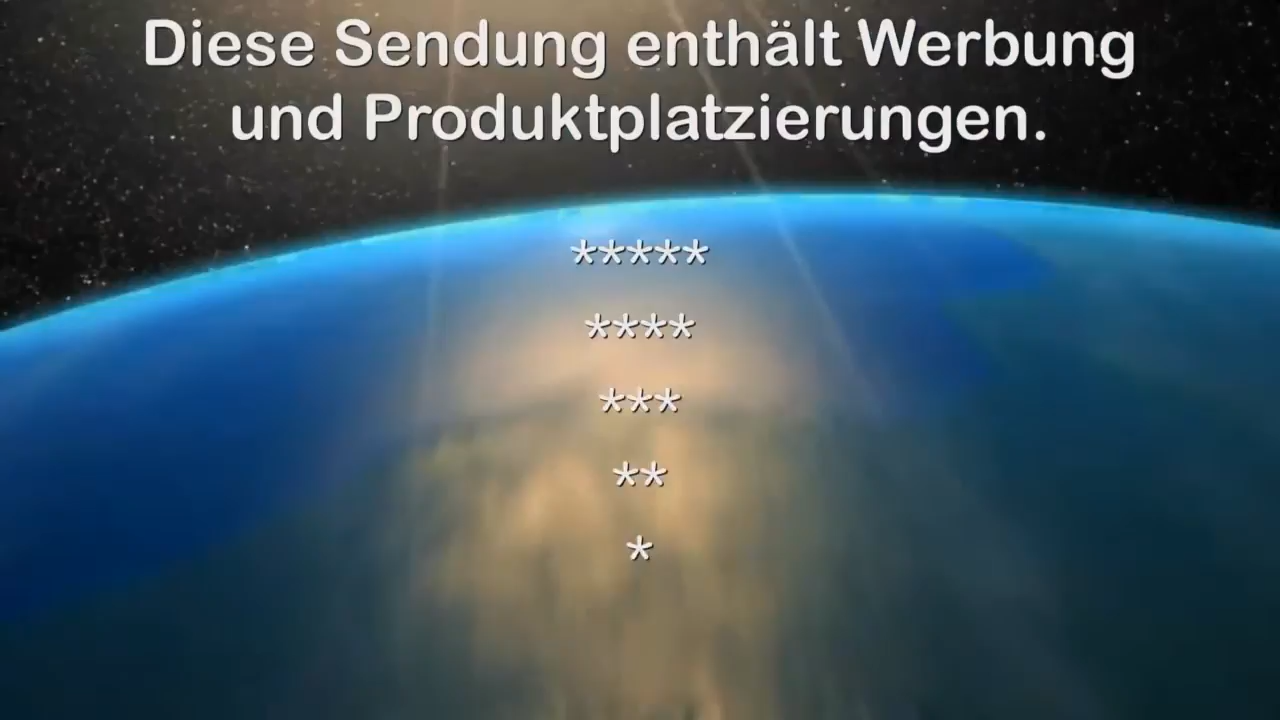 Diese Sendung enthält Werbung
und Produktplatzierungen.
*****
****
***
**
*